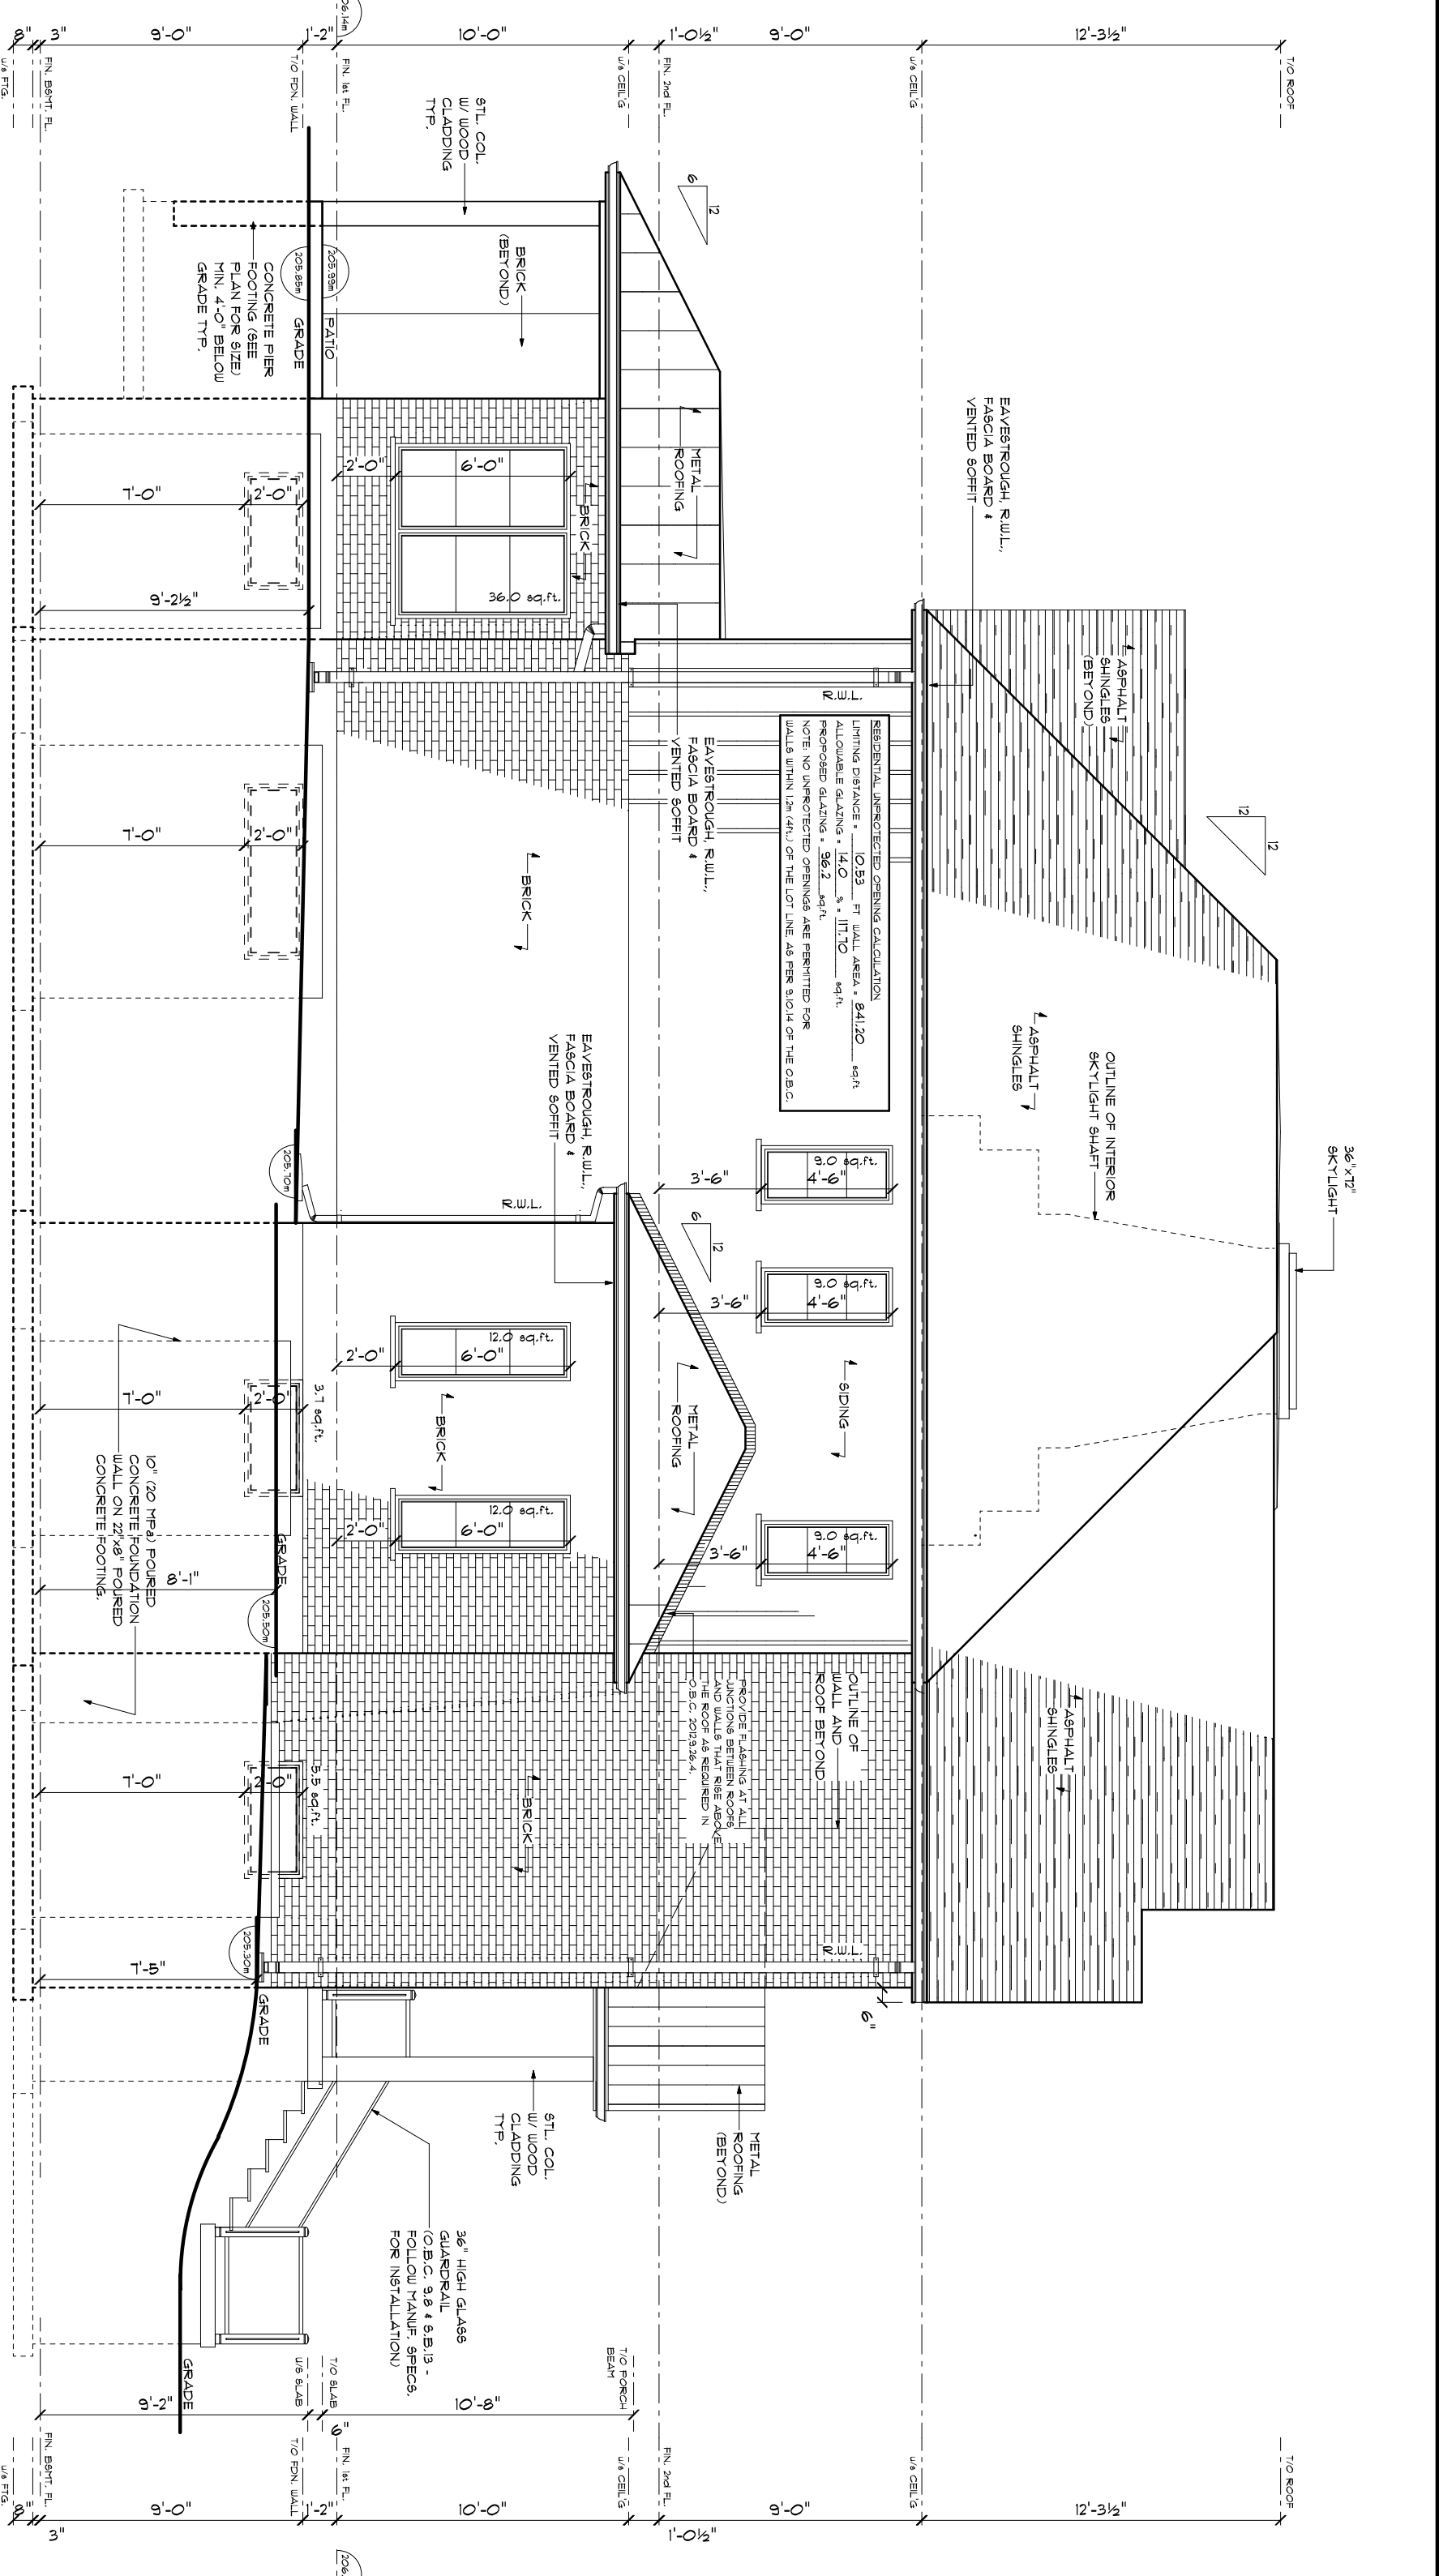 T/O ROOF
12'-3½"
U/S CEIL'G
9'-0"
FIN. 2nd FL.
1'-0½"
U/S CEIL'G
10'-0"
FIN. 1st FL.
1'-2"
T/O FDN. WALL
9'-0"
FIN. BSMT. FL.
3"
8"
U/S FTG.
36"x72"
SKYLIGHT
12
12
OUTLINE OF INTERIOR
SKYLIGHT SHAFT
ASPHALT
SHINGLES
(BEYOND)
ASPHALT
SHINGLES
ASPHALT
SHINGLES
EAVESTROUGH, R.W.L.,
FASCIA BOARD &
VENTED SOFFIT
R.W.L.
RESIDENTIAL UNPROTECTED OPENING CALCULATION
LIMITING DISTANCE = 10.53 FT WALL AREA = 841.20 sq.ft
ALLOWABLE GLAZING = 14.0 % = 117.70 sq.ft.
PROPOSED GLAZING = 96.2 sq.ft.
NOTE: NO UNPROTECTED OPENINGS ARE PERMITTED FOR
WALLS WITHIN 1.2m (4ft.) OF THE LOT LINE, AS PER 9.10.14 OF THE O.B.C.
9.0 sq.ft.
4'-6"
3'-6"
9.0 sq.ft.
4'-6"
3'-6"
9.0 sq.ft.
4'-6"
3'-6"
SIDING
OUTLINE OF
WALL AND
ROOF BEYOND
R.W.L.
6"
6
12
METAL
ROOFING
EAVESTROUGH, R.W.L.,
FASCIA BOARD &
VENTED SOFFIT
6
12
METAL
ROOFING
PROVIDE FLASHING AT ALL
JUNCTIONS BETWEEN ROOFS
AND WALLS THAT RISE ABOVE
THE ROOF AS REQUIRED IN
O.B.C. 2012.9.26.4.
METAL
ROOFING
(BEYOND)
STL. COL.
W/ WOOD
CLADDING
TYP.
BRICK
(BEYOND)
BRICK
2'-0"
6'-0"
36.0 sq.ft.
BRICK
EAVESTROUGH, R.W.L.,
FASCIA BOARD &
VENTED SOFFIT
R.W.L.
12.0 sq.ft.
6'-0"
2'-0"
BRICK
12.0 sq.ft.
6'-0"
2'-0"
BRICK
STL. COL.
W/ WOOD
CLADDING
TYP.
36" HIGH GLASS
GUARDRAIL
(O.B.C. 9.8 & S.B.13 -
FOLLOW MANUF. SPECS.
FOR INSTALLATION)
205.99m
PATIO
205.85m
GRADE
CONCRETE PIER
FOOTING (SEE
PLAN FOR SIZE)
MIN. 4'-0" BELOW
GRADE TYP.
7'-0"
2'-0"
9'-2½"
7'-0"
2'-0"
205.70m
3.7 sq.ft.
7'-0"
2'-0"
GRADE
205.50m
8'-1"
10" (20 MPa) POURED
CONCRETE FOUNDATION
WALL ON 22"x8" POURED
CONCRETE FOOTING.
5.5 sq.ft.
7'-0"
2'-0"
205.30m
7'-5"
GRADE
GRADE
T/O PORCH
BEAM
10'-8"
T/O SLAB
6"
U/S SLAB
9'-2"
T/O ROOF
12'-3½"
U/S CEIL'G
9'-0"
FIN. 2nd FL.
1'-0½"
U/S CEIL'G
10'-0"
FIN. 1st FL.
1'-2"
T/O FDN. WALL
9'-0"
FIN. BSMT. FL.
3"
8"
U/S FTG.